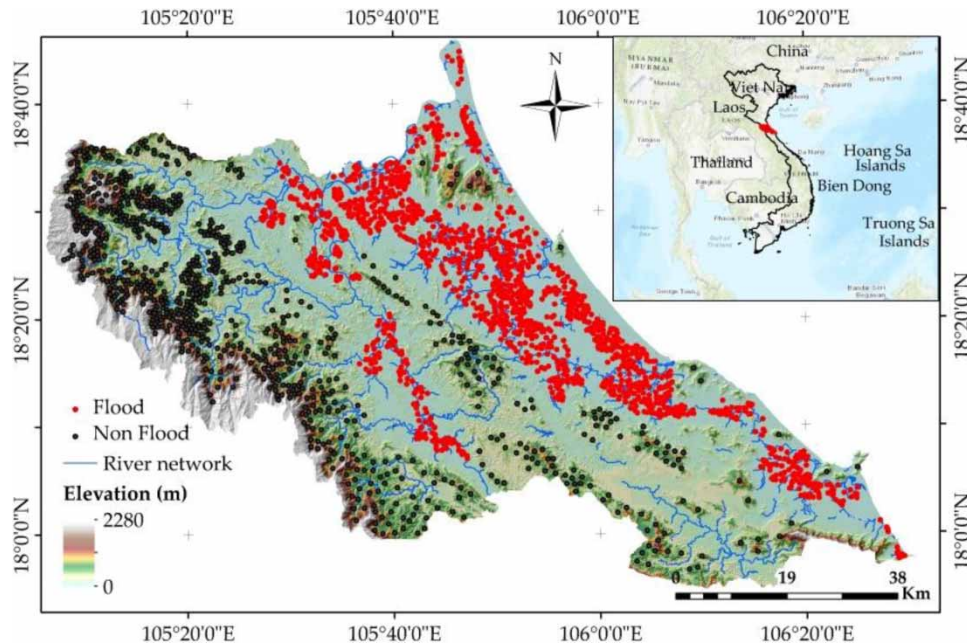 105°20'0"E 105°40'0"E 106°0'0"E 106°20'0"E
18°40'0"N
18°20'0"N
18°0'0"N
N
China
MYANMAR
(BURMA)
Viet Nam
Laos
Hoang Sa
Islands
Thailand
Bien Dong
Cambodia
Truong Sa
Islands
18°40'0"N
18°20'0"N
18°0'0"N
Flood
Non Flood
River network
Elevation (m)
2280
0
0 19 38
Km
105°20'0"E 105°40'0"E 106°0'0"E 106°20'0"E